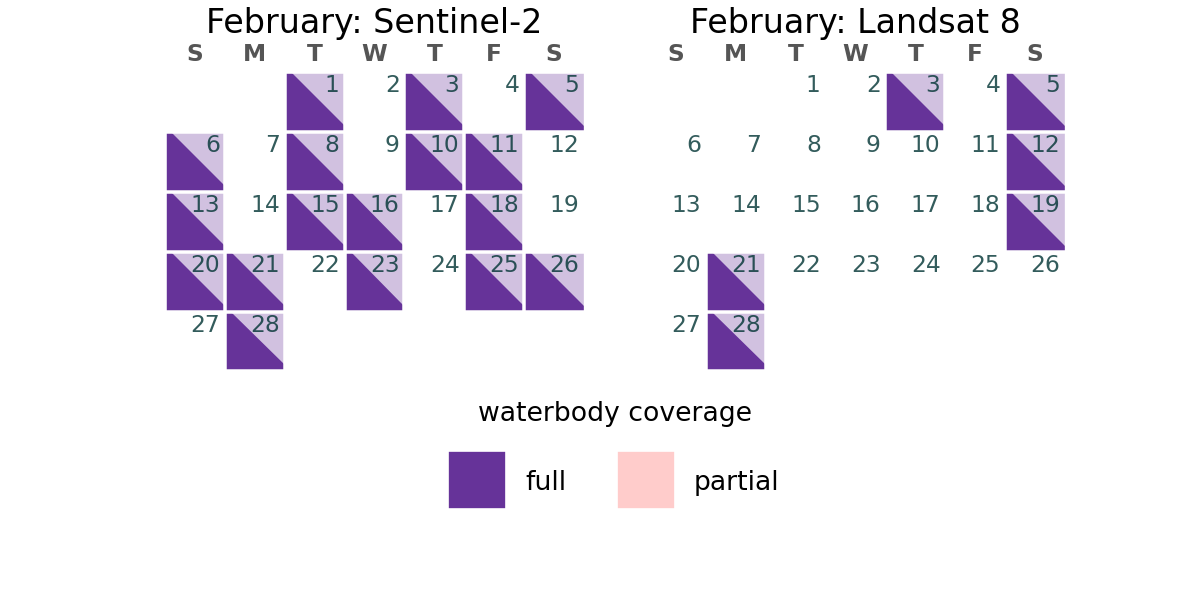 February: Sentinel-2
S M T W T F S
1 2 3 4 5
6 7 8 9 10 11 12
13 14 15 16 17 18 19
20 21 22 23 24 25 26
27 28
February: Landsat 8
S M T W T F S
1 2 3 4 5
6 7 8 9 10 11 12
13 14 15 16 17 18 19
20 21 22 23 24 25 26
27 28
waterbody coverage
full partial